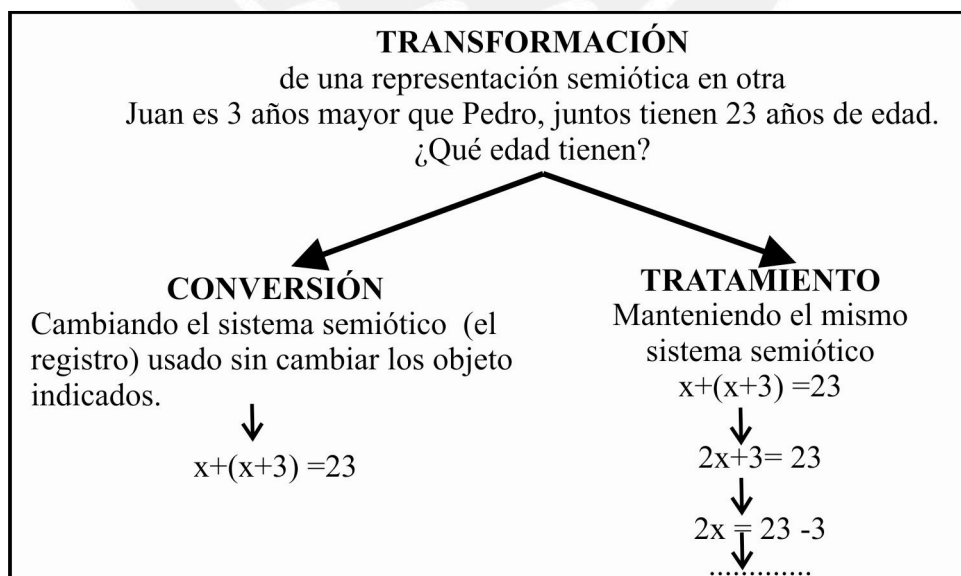 TRANSFORMACIÓN
de una representación semiótica en otra
Juan es 3 años mayor que Pedro, juntos tienen 23 años de edad.
¿Qué edad tienen?
CONVERSIÓN
Cambiando el sistema semiótico (el
registro) usado sin cambiar los objeto
indicados.
x+(x+3) =23
TRATAMIENTO
Manteniendo el mismo
sistema semiótico
x+(x+3) =23
2x+3= 23
2x = 23 -3
.............